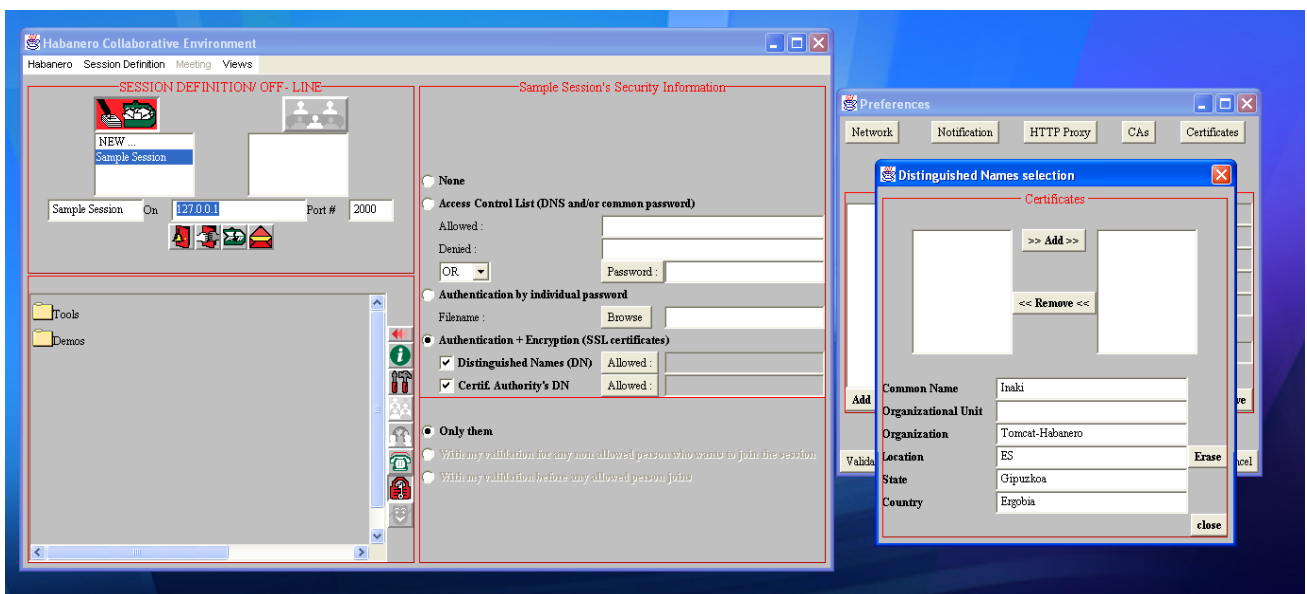 Habanero Collaborative Environment
Habanero Session Definition Meeting Views
SESSION DEFINITION/ OFF- LINE
NEW ...
Sample Session
Sample Session On 127.0.0.1 Port # 2000
Tools
Demos
Sample Session's Security Information
None
Access Control List (DNS and/or common password)
Allowed :
Denied :
OR Password :
Authentication by individual password
Filename : Browse
Authentication + Encryption (SSL certificates)
Distinguished Names (DN) Allowed :
Certif. Authority's DN Allowed :
Only them
With my validation for any non allowed person who wants to join the session
With my validation before any allowed person joins
Preferences
Network Notification HTTP Proxy CAs Certificates
Add ve
Valida ncel
Distinguished Names selection
Certificates
>> Add >>
<< Remove <<
Common Name Inaki
Organizational Unit
Organization Tomcat-Habanero
Location ES Erase
State Gipuzkoa
Country Ergobia
close